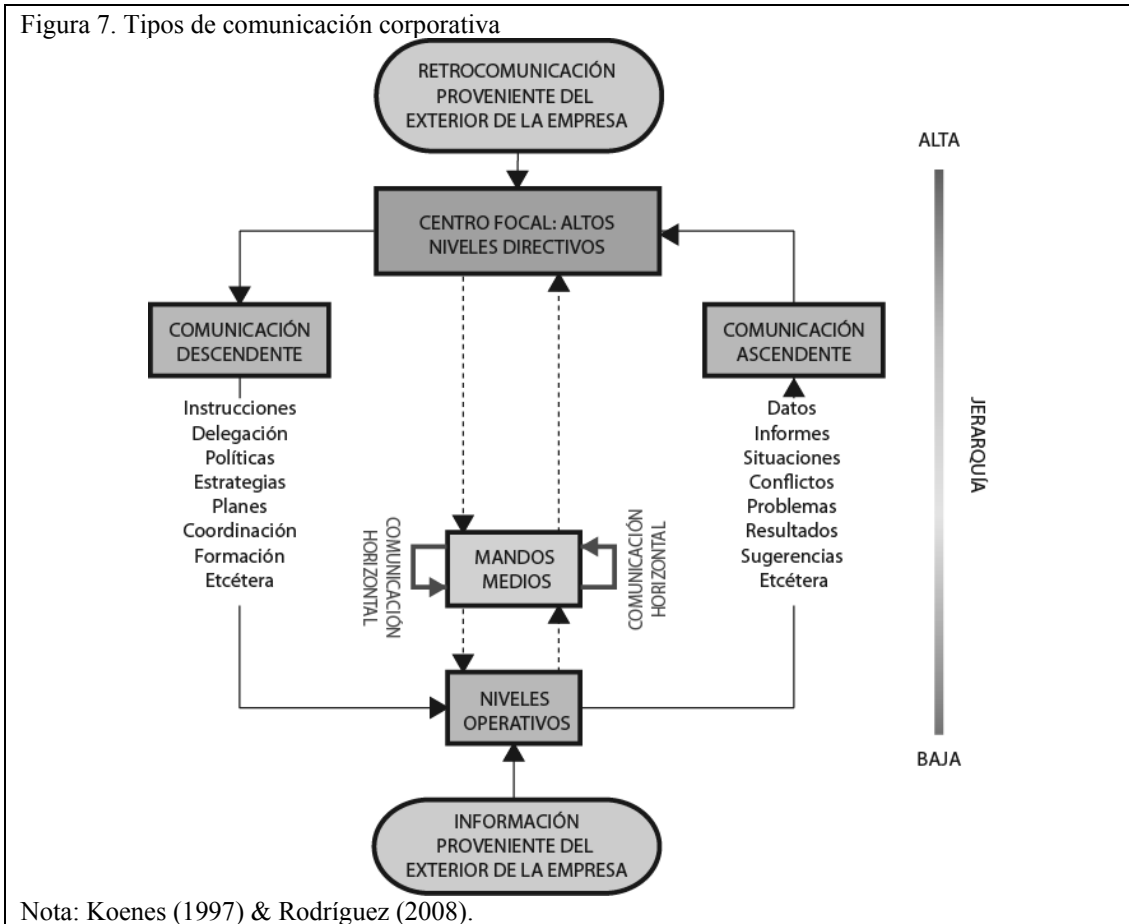 Figura 7. Tipos de comunicación corporativa
RETROCOMUNICACIÓN
PROVENIENTE DEL
EXTERIOR DE LA EMPRESA
ALTA
CENTRO FOCAL: ALTOS
NIVELES DIRECTIVOS
COMUNICACIÓN
DESCENDENTE
COMUNICACIÓN
ASCENDENTE
Instrucciones
Delegación
Políticas
Estrategias
Planes
Coordinación
Formación
Etcétera
Datos
Informes
Situaciones
Conflictos
Problemas
Resultados
Sugerencias
Etcétera
JERARQUÍA
COMUNICACIÓN
HORIZONTAL
MANDOS
MEDIOS
COMUNICACIÓN
HORIZONTAL
NIVELES
OPERATIVOS
BAJA
INFORMACIÓN
PROVENIENTE DEL
EXTERIOR DE LA EMPRESA
Nota: Koenes (1997) & Rodríguez (2008).